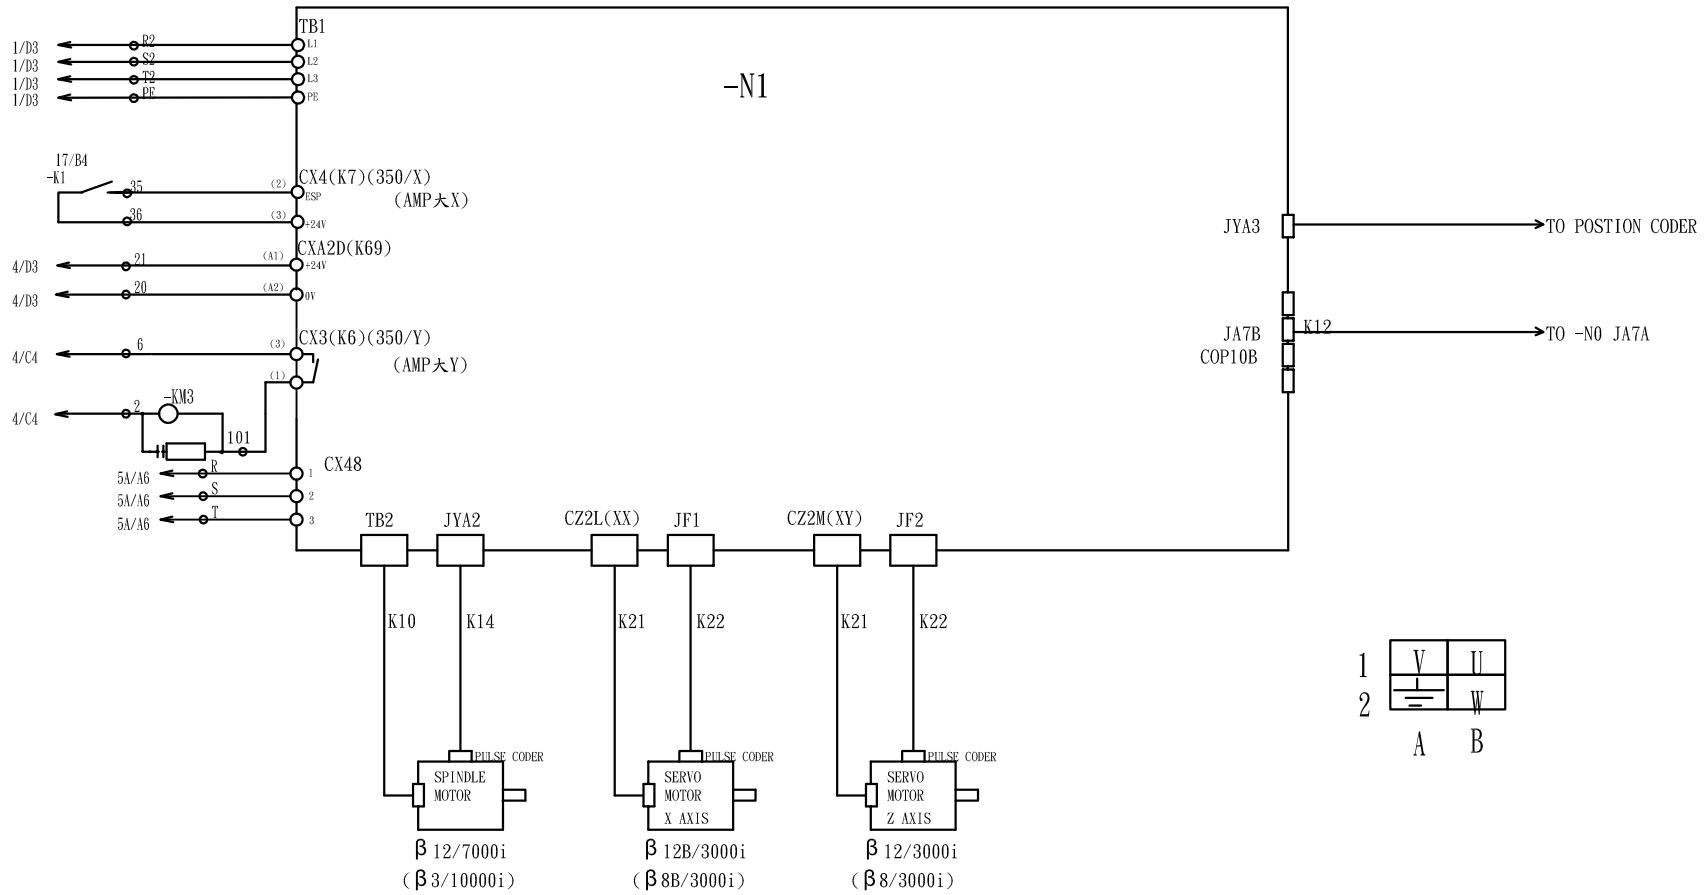 TB1
1/D3 R2 L1
1/D3 S2 L2
1/D3 T2 L3
1/D3 PE PE
-N1
17/B4
-K1
35 (2) CX4(K7)(350/X)
ESP (AMP大X)
36 (3) +24V
CXA2D(K69)
4/D3 21 (A1) +24V
4/D3 20 (A2) 0V
CX3(K6)(350/Y)
4/C4 6 (3)
(AMP大Y)
(1)
-KM3
4/C4 2
101
CX48
5A/A6 R 1
5A/A6 S 2
5A/A6 T 3
JYA3 TO POSTION CODER
JA7B K12 TO -N0 JA7A
COP10B
TB2 JYA2 CZ2L(XX) JF1 CZ2M(XY) JF2
K10 K14 K21 K22 K21 K22
PULSE CODER PULSE CODER PULSE CODER
SPINDLE
MOTOR
β 12/7000i
(β3/10000i)
SERVO
MOTOR
X AXIS
β 12B/3000i
(β8B/3000i)
SERVO
MOTOR
Z AXIS
β 12/3000i
(β8/3000i)
1 V U
2 W
A B